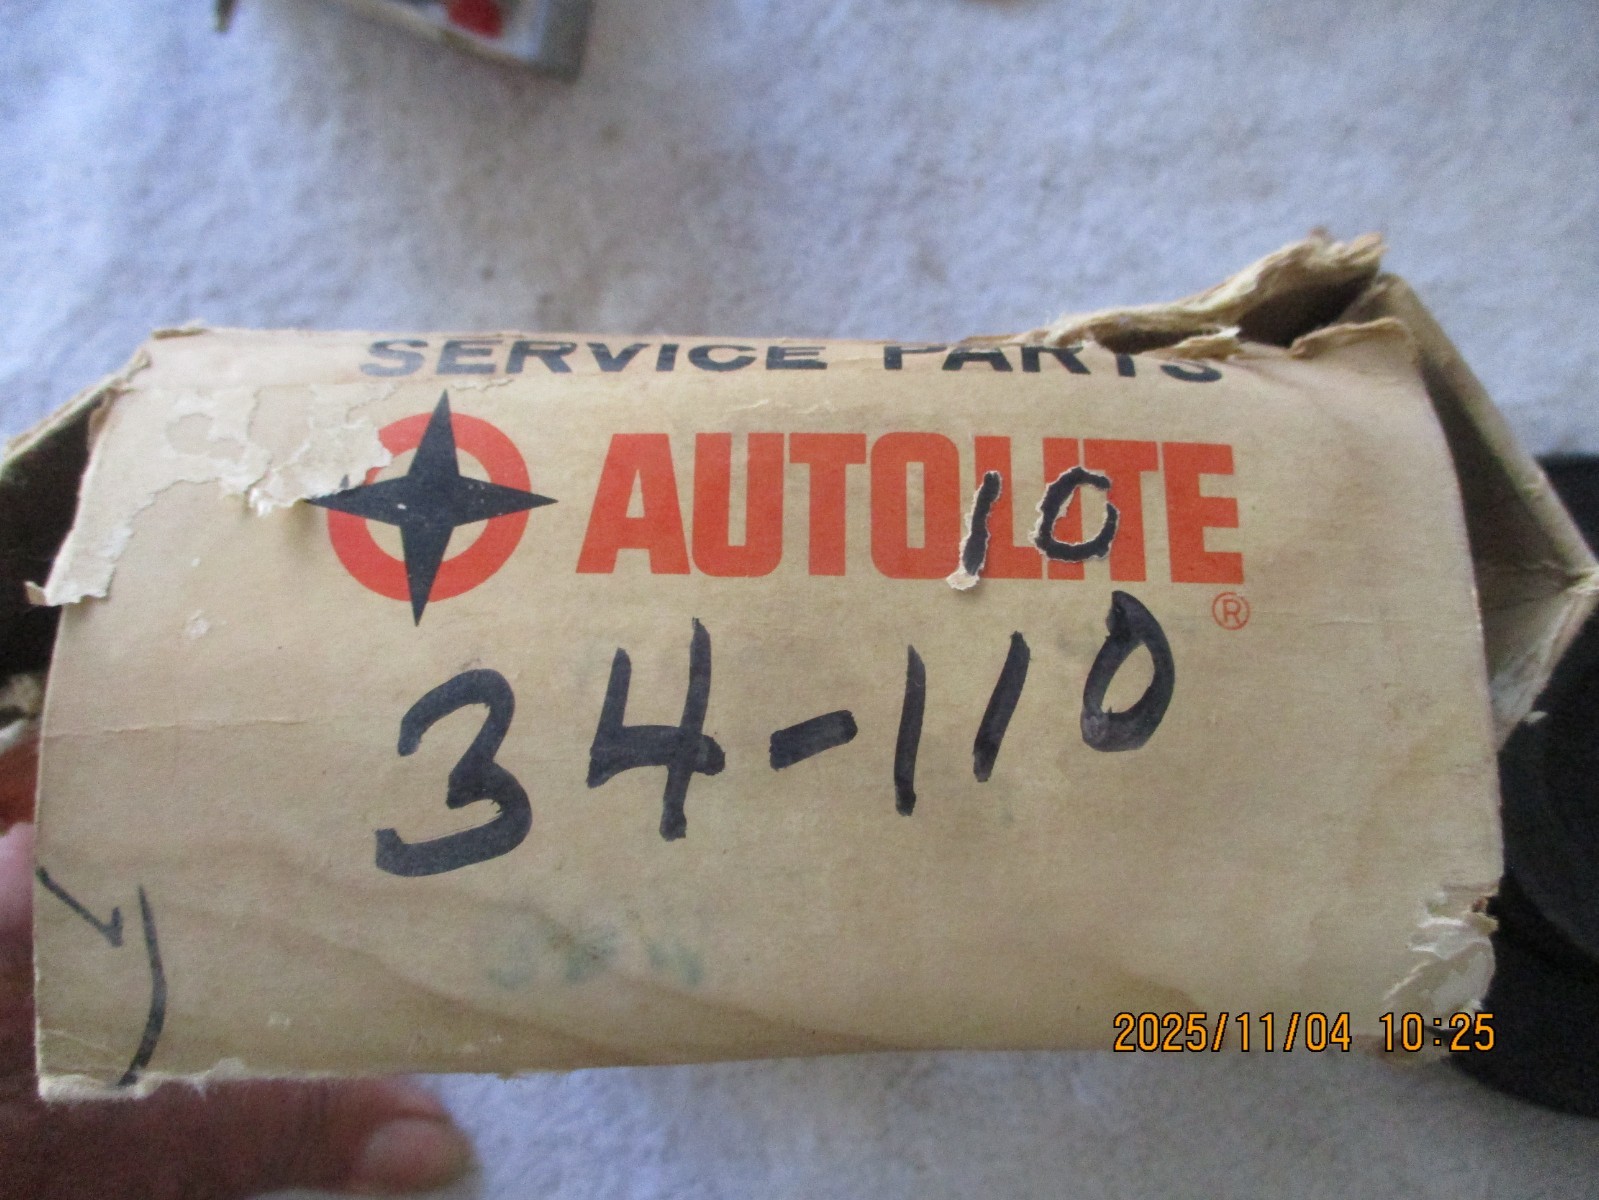 SERVICE PARTS
AUTOLITE
10
®
34-110
2025/11/04 10:25